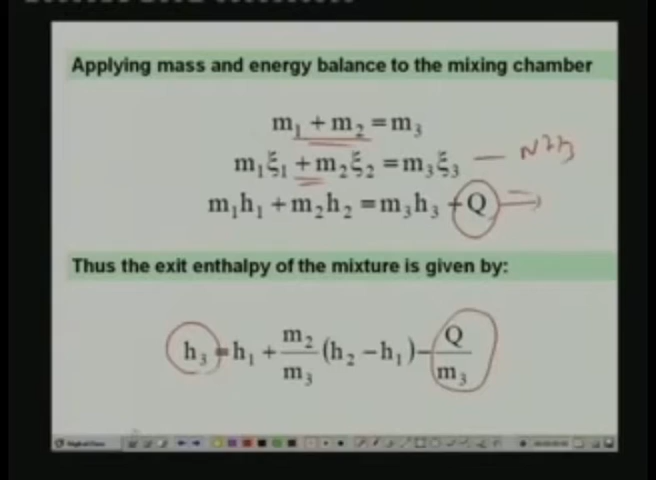 Applying mass and energy balance to the mixing chamber
m₁ + m₂ = m₃
m₁ξ₁ + m₂ξ₂ = m₃ξ₃ — NH₃
m₁h₁ + m₂h₂ = m₃h₃ + Q
Thus the exit enthalpy of the mixture is given by:
h₃ = h₁ + m₂/m₃ (h₂ − h₁) − Q/m₃